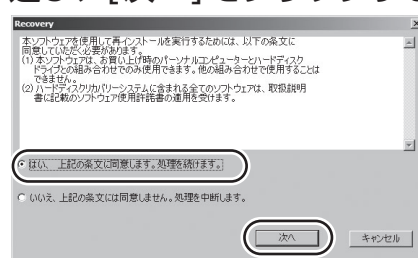 Recovery
本ソフトウェアを使用して再インストールを実行するためには、以下の条文に
同意していただく必要があります。
(1) 本ソフトウェアは、お買い上げ時のパーソナルコンピューターとハードディスク
ドライブとの組み合わせでのみ使用できます。他の組み合わせで使用することは
できません。
(2) ハードディスクリカバリーシステムに含まれる全てのソフトウェアは、取扱説明
書に記載のソフトウェア使用許諾書の適用を受けます。
はい、上記の条文に同意します。処理を続けます。
いいえ、上記の条文には同意しません。処理を中断します。
次へ
キャンセル